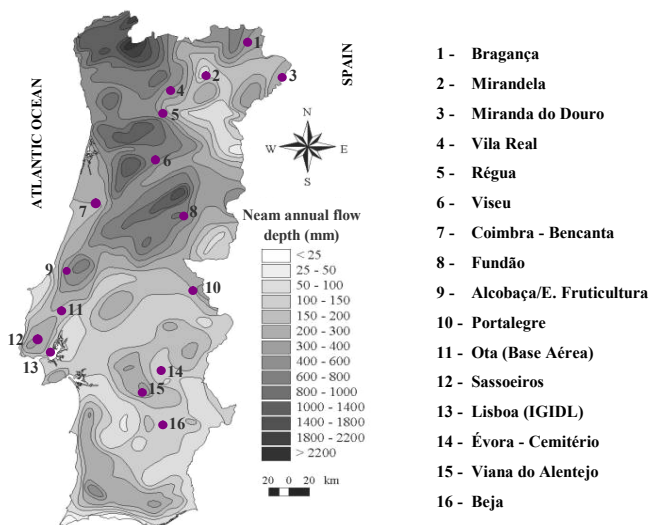 ATLANTIC OCEAN
SPAIN
N
W E
S
1
2
3
4
5
6
7
8
9
10
11
12
13
14
15
16
Neam annual flow
depth (mm)
< 25
25 - 50
50 - 100
100 - 150
150 - 200
200 - 300
300 - 400
400 - 600
600 - 800
800 - 1000
1000 - 1400
1400 - 1800
1800 - 2200
> 2200
20 0 20 km
1 - Bragança
2 - Mirandela
3 - Miranda do Douro
4 - Vila Real
5 - Régua
6 - Viseu
7 - Coimbra - Bencanta
8 - Fundão
9 - Alcobaça/E. Fruticultura
10 - Portalegre
11 - Ota (Base Aérea)
12 - Sassoeiros
13 - Lisboa (IGIDL)
14 - Évora - Cemitério
15 - Viana do Alentejo
16 - Beja